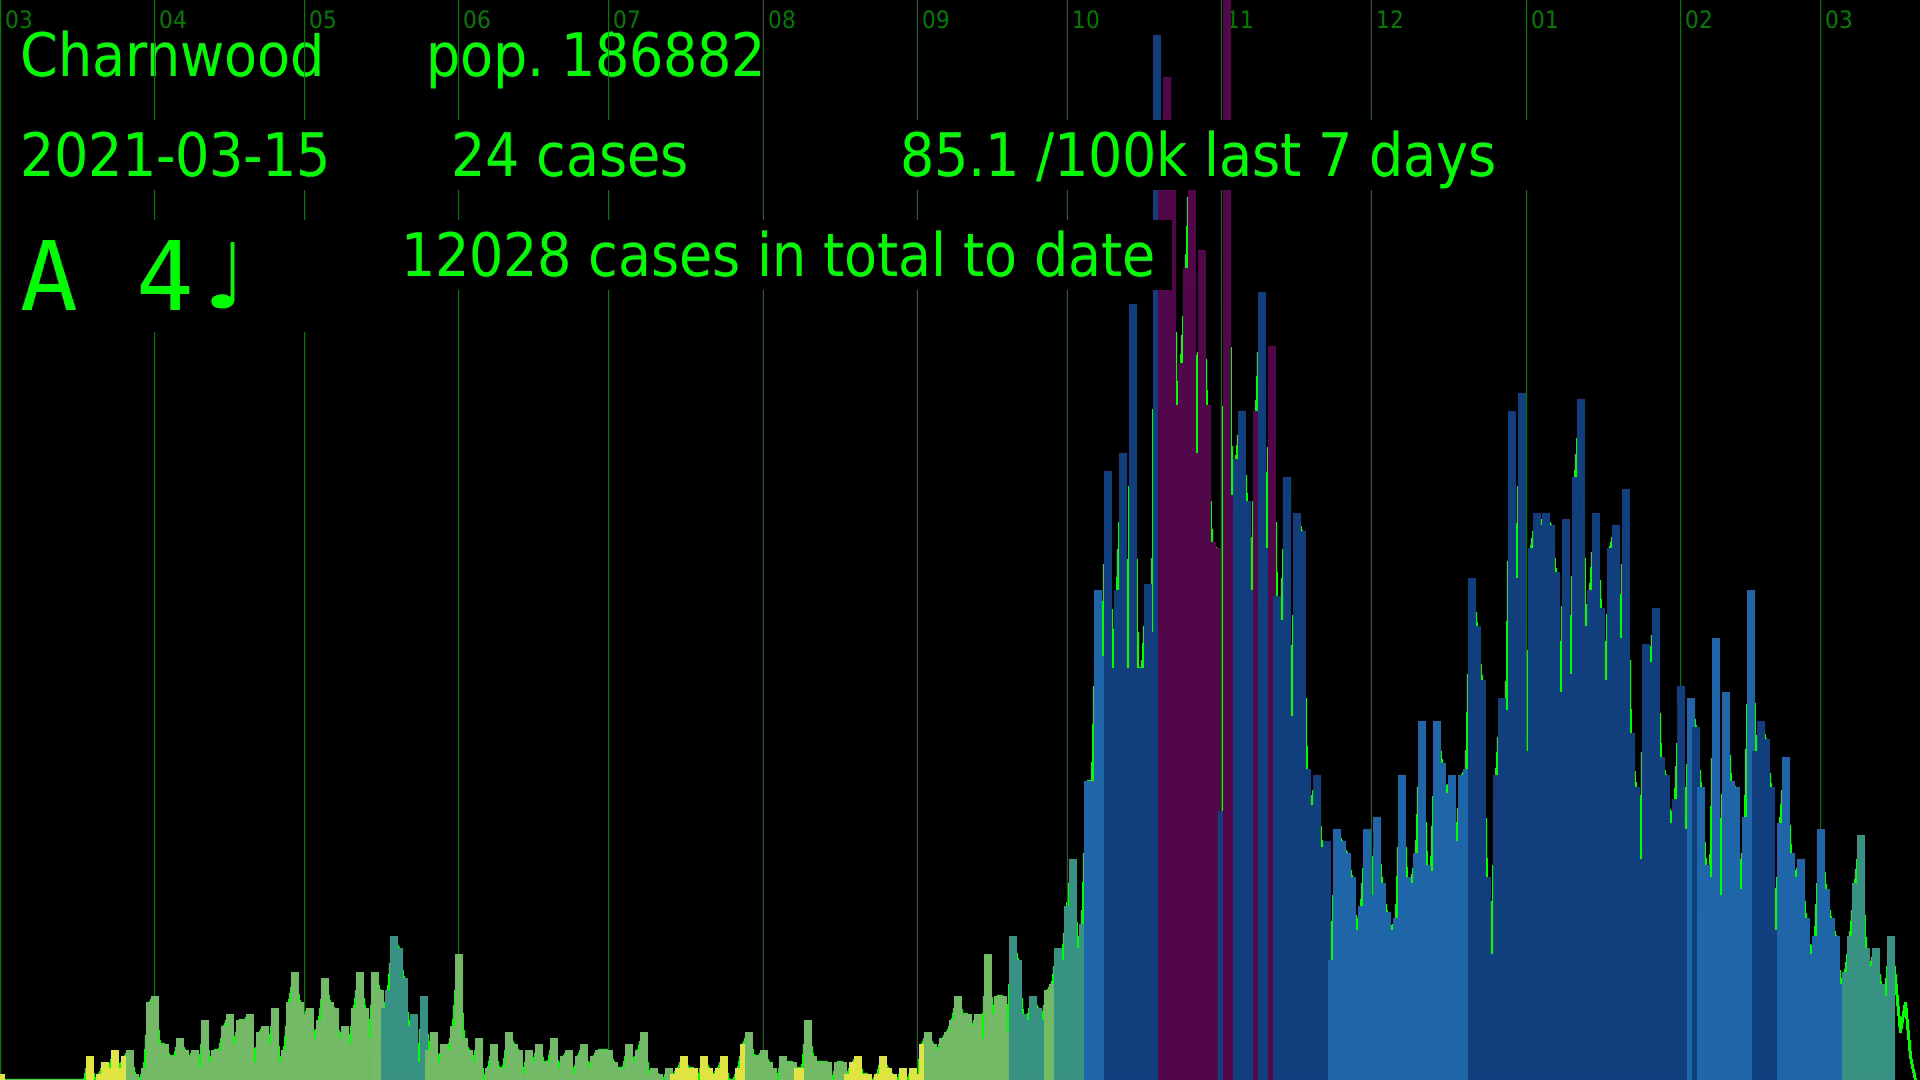 03 04 05 06 07 08 09 10 11 12 01 02 03
Charnwood pop. 186882
2021-03-15 24 cases 85.1 /100k last 7 days
A 4♩ 12028 cases in total to date